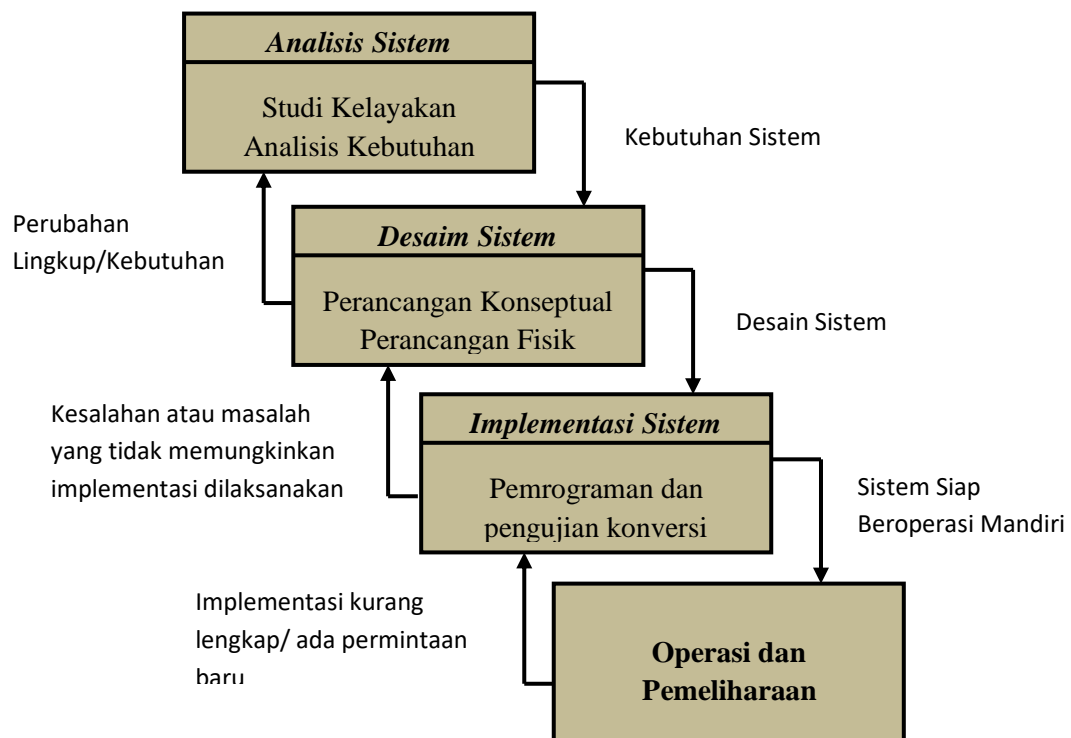 Analisis Sistem
Studi Kelayakan
Analisis Kebutuhan
Kebutuhan Sistem
Perubahan
Lingkup/Kebutuhan
Desaim Sistem
Perancangan Konseptual
Perancangan Fisik
Desain Sistem
Kesalahan atau masalah
yang tidak memungkinkan
implementasi dilaksanakan
Implementasi Sistem
Pemrograman dan
pengujian konversi
Sistem Siap
Beroperasi Mandiri
Implementasi kurang
lengkap/ ada permintaan
baru
Operasi dan
Pemeliharaan